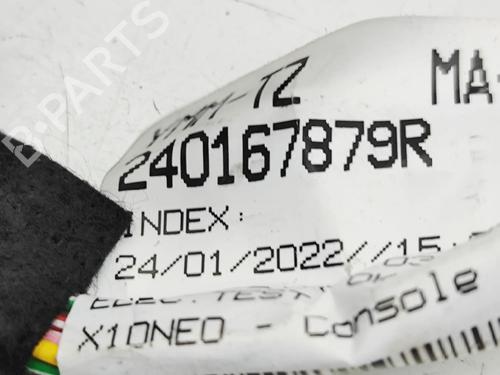 MA-
240167879R
INDEX:
24/01/2022//15:
X10NEO - Console
B-PARTS